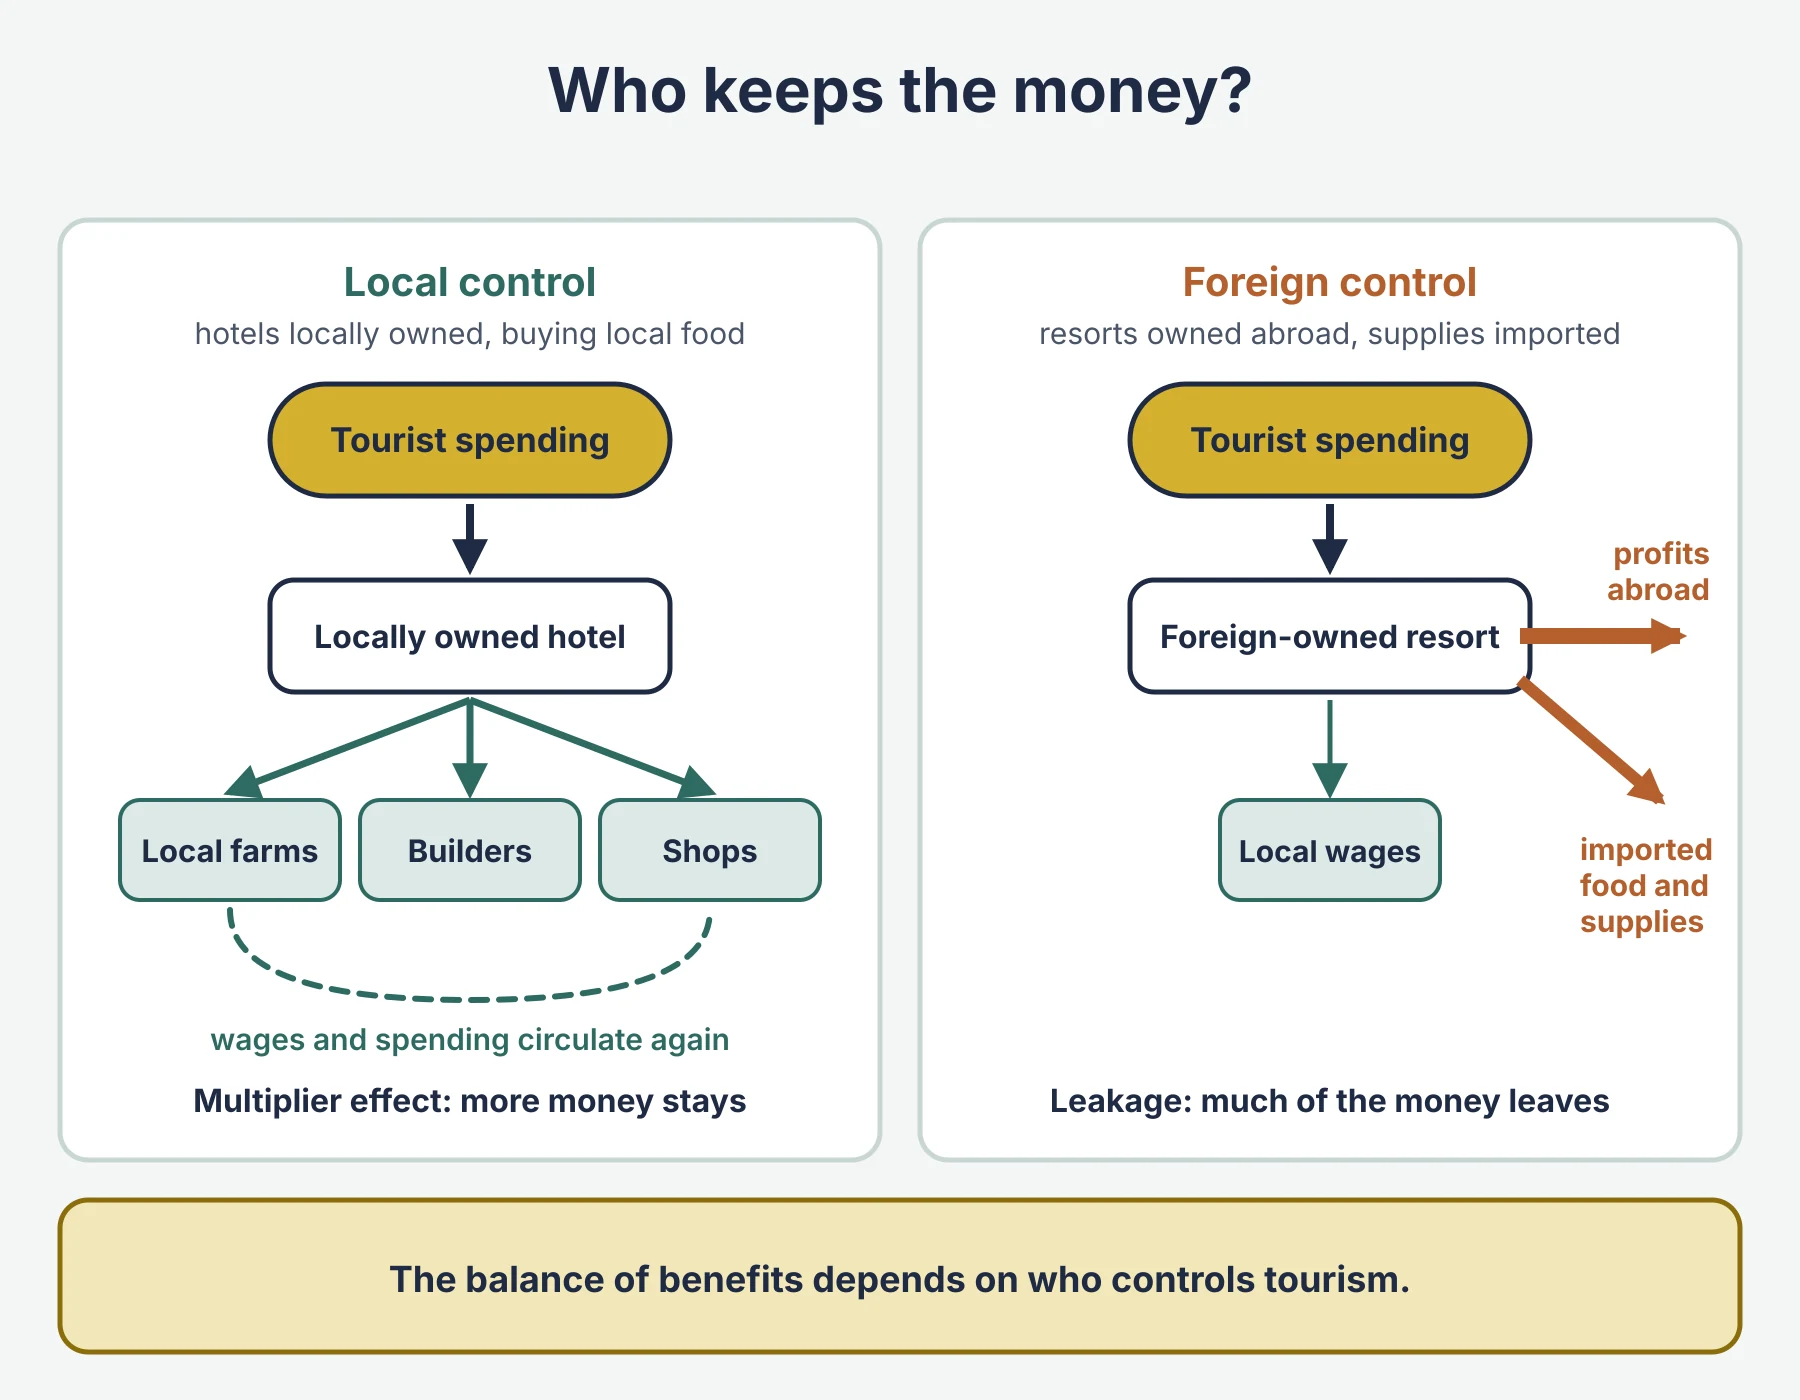 Who keeps the money?
Local control
hotels locally owned, buying local food
Tourist spending
Locally owned hotel
Local farms
Builders
Shops
wages and spending circulate again
Multiplier effect: more money stays
Foreign control
resorts owned abroad, supplies imported
Tourist spending
profits
abroad
Foreign-owned resort
Local wages
imported
food and
supplies
Leakage: much of the money leaves
The balance of benefits depends on who controls tourism.